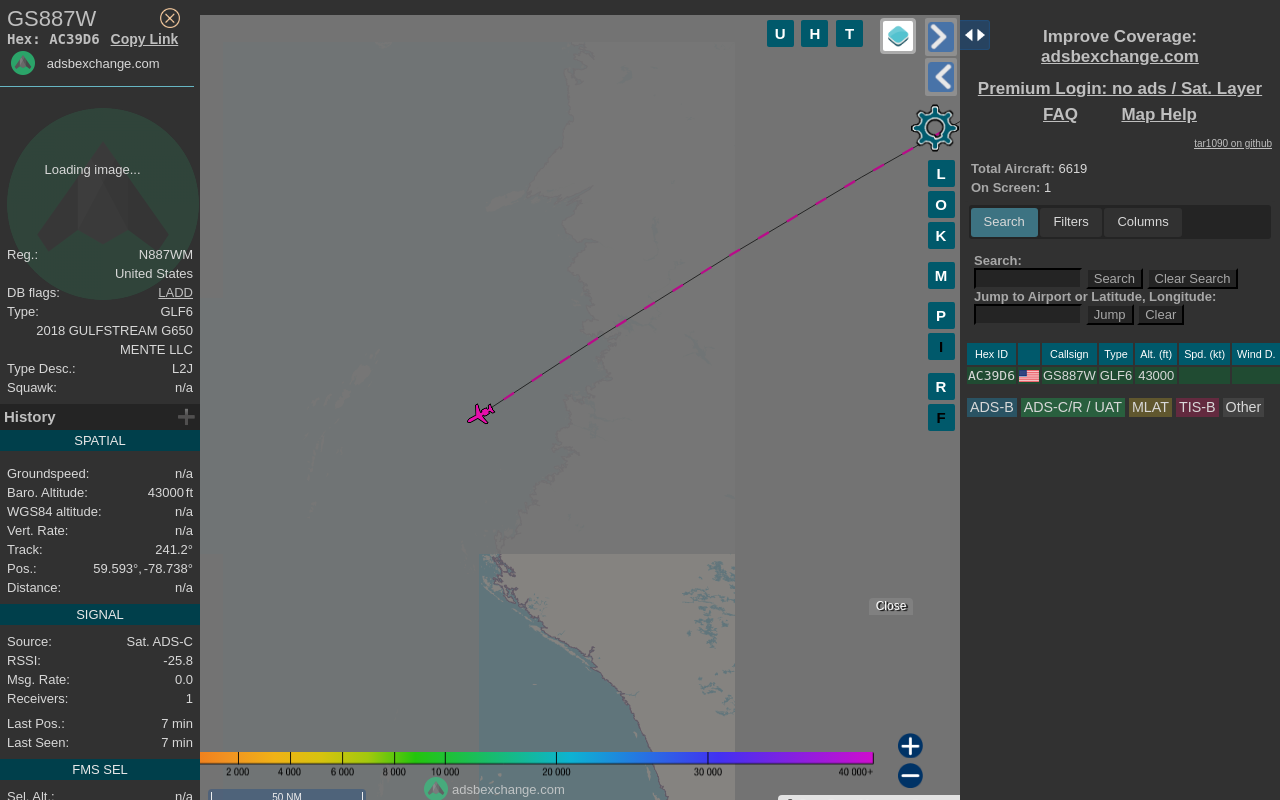 GS887W
Hex: AC39D6 Copy Link
adsbexchange.com
Loading image...
Reg.: N887WM
United States
DB flags: LADD
Type: GLF6
2018 GULFSTREAM G650
MENTE LLC
Type Desc.: L2J
Squawk: n/a
History
SPATIAL
Groundspeed: n/a
Baro. Altitude: 43000 ft
WGS84 altitude: n/a
Vert. Rate: n/a
Track: 241.2°
Pos.: 59.593°, -78.738°
Distance: n/a
SIGNAL
Source: Sat. ADS-C
RSSI: -25.8
Msg. Rate: 0.0
Receivers: 1
Last Pos.: 7 min
Last Seen: 7 min
FMS SEL
Sel. Alt.: n/a
U H T
L
O
K
M
P
I
R
F
Close
2 000 4 000 6 000 8 000 10 000 20 000 30 000 40 000+
adsbexchange.com
50 NM
Improve Coverage:
adsbexchange.com
Premium Login: no ads / Sat. Layer
FAQ Map Help
tar1090 on github
Total Aircraft: 6619
On Screen: 1
Search Filters Columns
Search:
Search Clear Search
Jump to Airport or Latitude, Longitude:
Jump Clear
Hex ID Callsign Type Alt. (ft) Spd. (kt) Wind D.
AC39D6 GS887W GLF6 43000
ADS-B ADS-C/R / UAT MLAT TIS-B Other